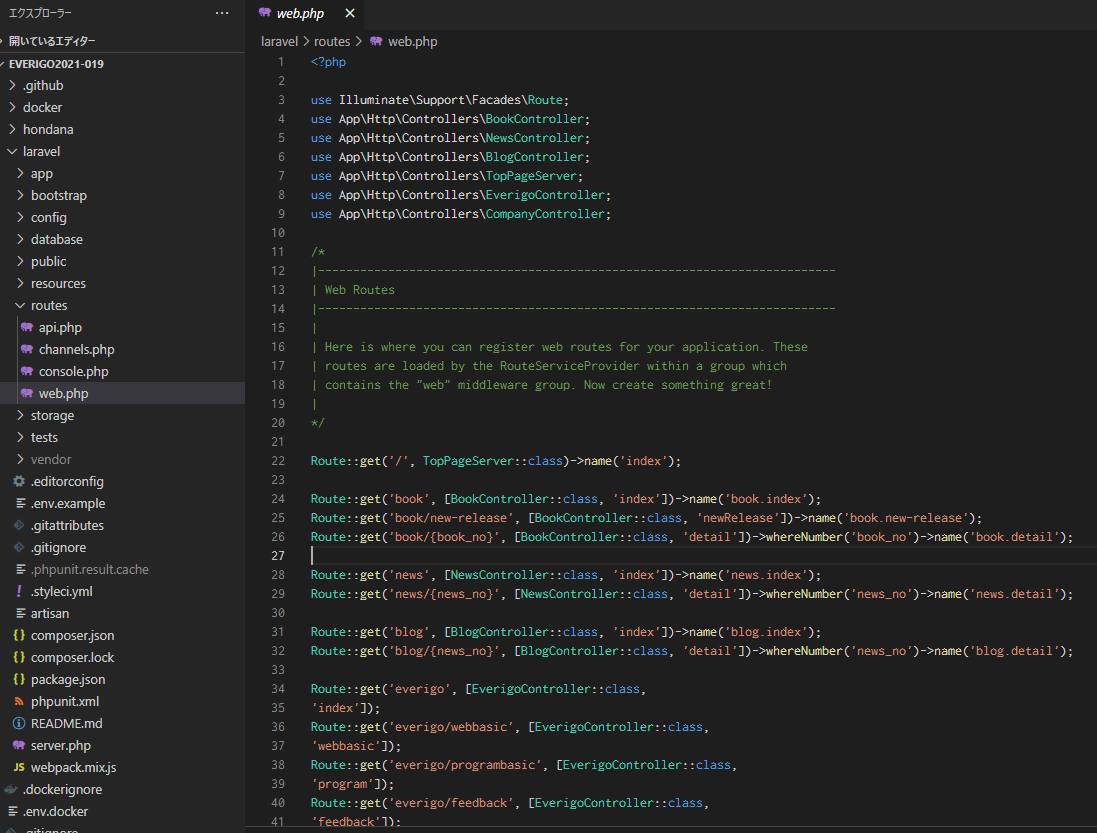 エクスプローラー
開いているエディター
EVERIGO2021-019
.github
docker
hondana
laravel
app
bootstrap
config
database
public
resources
routes
api.php
channels.php
console.php
web.php
storage
tests
vendor
.editorconfig
.env.example
.gitattributes
.gitignore
.phpunit.result.cache
.styleci.yml
artisan
composer.json
composer.lock
package.json
phpunit.xml
README.md
server.php
JS webpack.mix.js
.dockerignore
.env.docker
.gitignore
web.php
laravel > routes > web.php
1 <?php
2
3 use Illuminate\Support\Facades\Route;
4 use App\Http\Controllers\BookController;
5 use App\Http\Controllers\NewsController;
6 use App\Http\Controllers\BlogController;
7 use App\Http\Controllers\TopPageServer;
8 use App\Http\Controllers\EverigoController;
9 use App\Http\Controllers\CompanyController;
10
11 /*
12 |--------------------------------------------------------------------------
13 | Web Routes
14 |--------------------------------------------------------------------------
15 |
16 | Here is where you can register web routes for your application. These
17 | routes are loaded by the RouteServiceProvider within a group which
18 | contains the "web" middleware group. Now create something great!
19 |
20 */
21
22 Route::get('/', TopPageServer::class)->name('index');
23
24 Route::get('book', [BookController::class, 'index'])->name('book.index');
25 Route::get('book/new-release', [BookController::class, 'newRelease'])->name('book.new-release');
26 Route::get('book/{book_no}', [BookController::class, 'detail'])->whereNumber('book_no')->name('book.detail');
27
28 Route::get('news', [NewsController::class, 'index'])->name('news.index');
29 Route::get('news/{news_no}', [NewsController::class, 'detail'])->whereNumber('news_no')->name('news.detail');
30
31 Route::get('blog', [BlogController::class, 'index'])->name('blog.index');
32 Route::get('blog/{news_no}', [BlogController::class, 'detail'])->whereNumber('news_no')->name('blog.detail');
33
34 Route::get('everigo', [EverigoController::class,
35 'index']);
36 Route::get('everigo/webbasic', [EverigoController::class,
37 'webbasic']);
38 Route::get('everigo/programbasic', [EverigoController::class,
39 'program']);
40 Route::get('everigo/feedback', [EverigoController::class,
41 'feedback']);